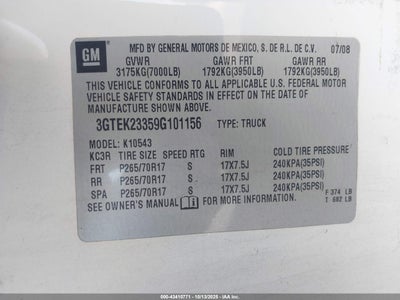 GM
MFD BY GENERAL MOTORS DE MEXICO, S. DE R.L. DE C.V. 07/08
GVWR GAWR FRT GAWR RR
3175KG(7000LB) 1792KG(3950LB) 1792KG(3950LB)
THIS VEHICLE CONFORMS TO ALL APPLICABLE U.S. FEDERAL MOTOR
VEHICLE SAFETY STANDARDS IN EFFECT ON THE DATE OF
MANUFACTURE SHOWN ABOVE.
3GTEK23359G101156 TYPE: TRUCK
MODEL: K10543
KC3R TIRE SIZE SPEED RTG RIM COLD TIRE PRESSURE
FRT P265/70R17 S 17X7.5J 240KPA(35PSI)
RR P265/70R17 S 17X7.5J 240KPA(35PSI)
SPA P265/70R17 S 17X7.5J 240KPA(35PSI)
SEE OWNER'S MANUAL FOR MORE INFORMATION.
F 374 LB
T 682 LB
000-43410771 - 10/13/2025 - IAAI.COM